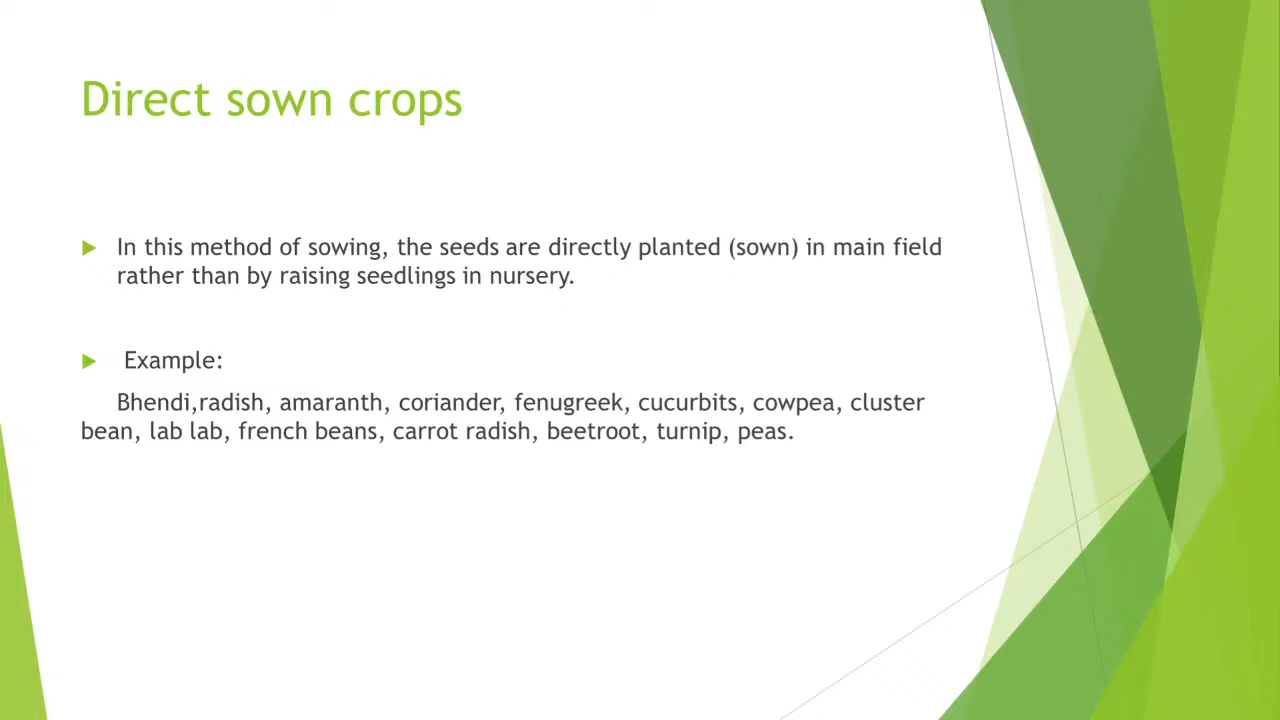 Direct sown crops
In this method of sowing, the seeds are directly planted (sown) in main field
rather than by raising seedlings in nursery.
Example:
Bhendi,radish, amaranth, coriander, fenugreek, cucurbits, cowpea, cluster
bean, lab lab, french beans, carrot radish, beetroot, turnip, peas.